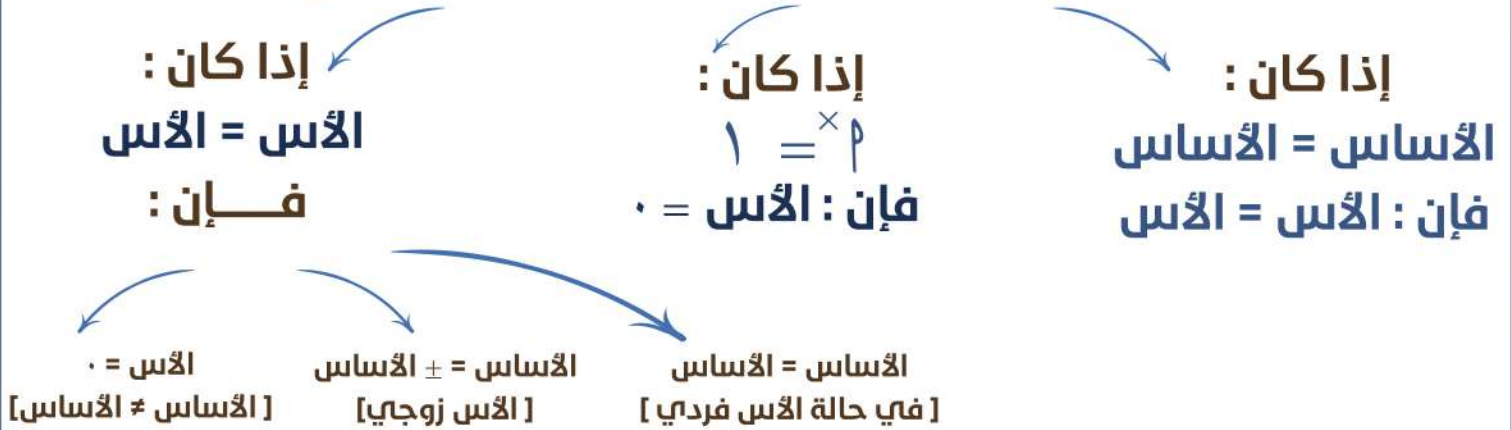 إذا كان :
الأساس = الأساس
فإن : الأس = الأس
إذا كان :
م^× = ١
فإن : الأس = ٠
إذا كان :
الأس = الأس
فــــإن :
الأساس = الأساس
[ في حالة الأس فردي ]
الأساس = ± الأساس
[ الأس زوجي]
الأس = ٠
[ الأساس ≠ الأساس]